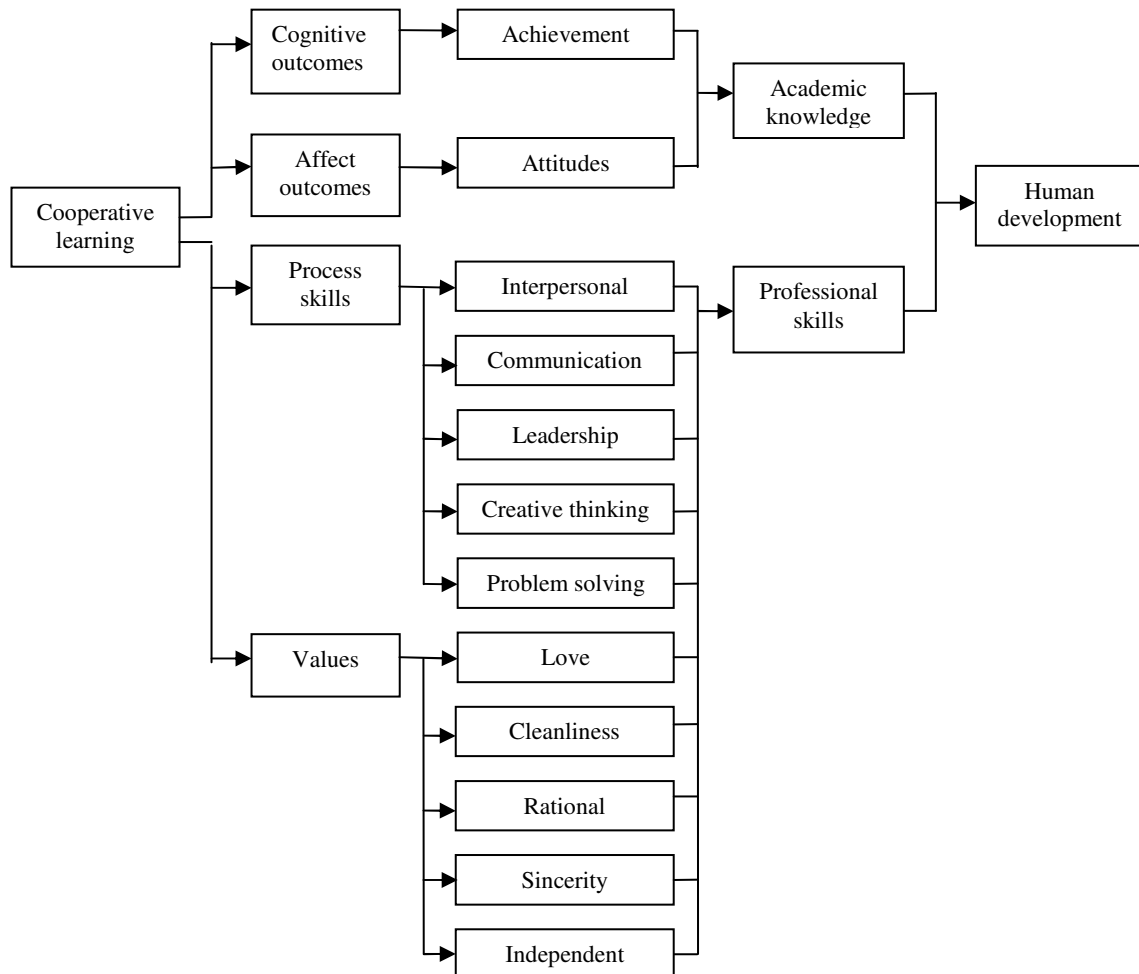 Cognitive
outcomes
Achievement
Academic
knowledge
Affect
outcomes
Attitudes
Human
development
Cooperative
learning
Process
skills
Interpersonal
Professional
skills
Communication
Leadership
Creative thinking
Problem solving
Values
Love
Cleanliness
Rational
Sincerity
Independent